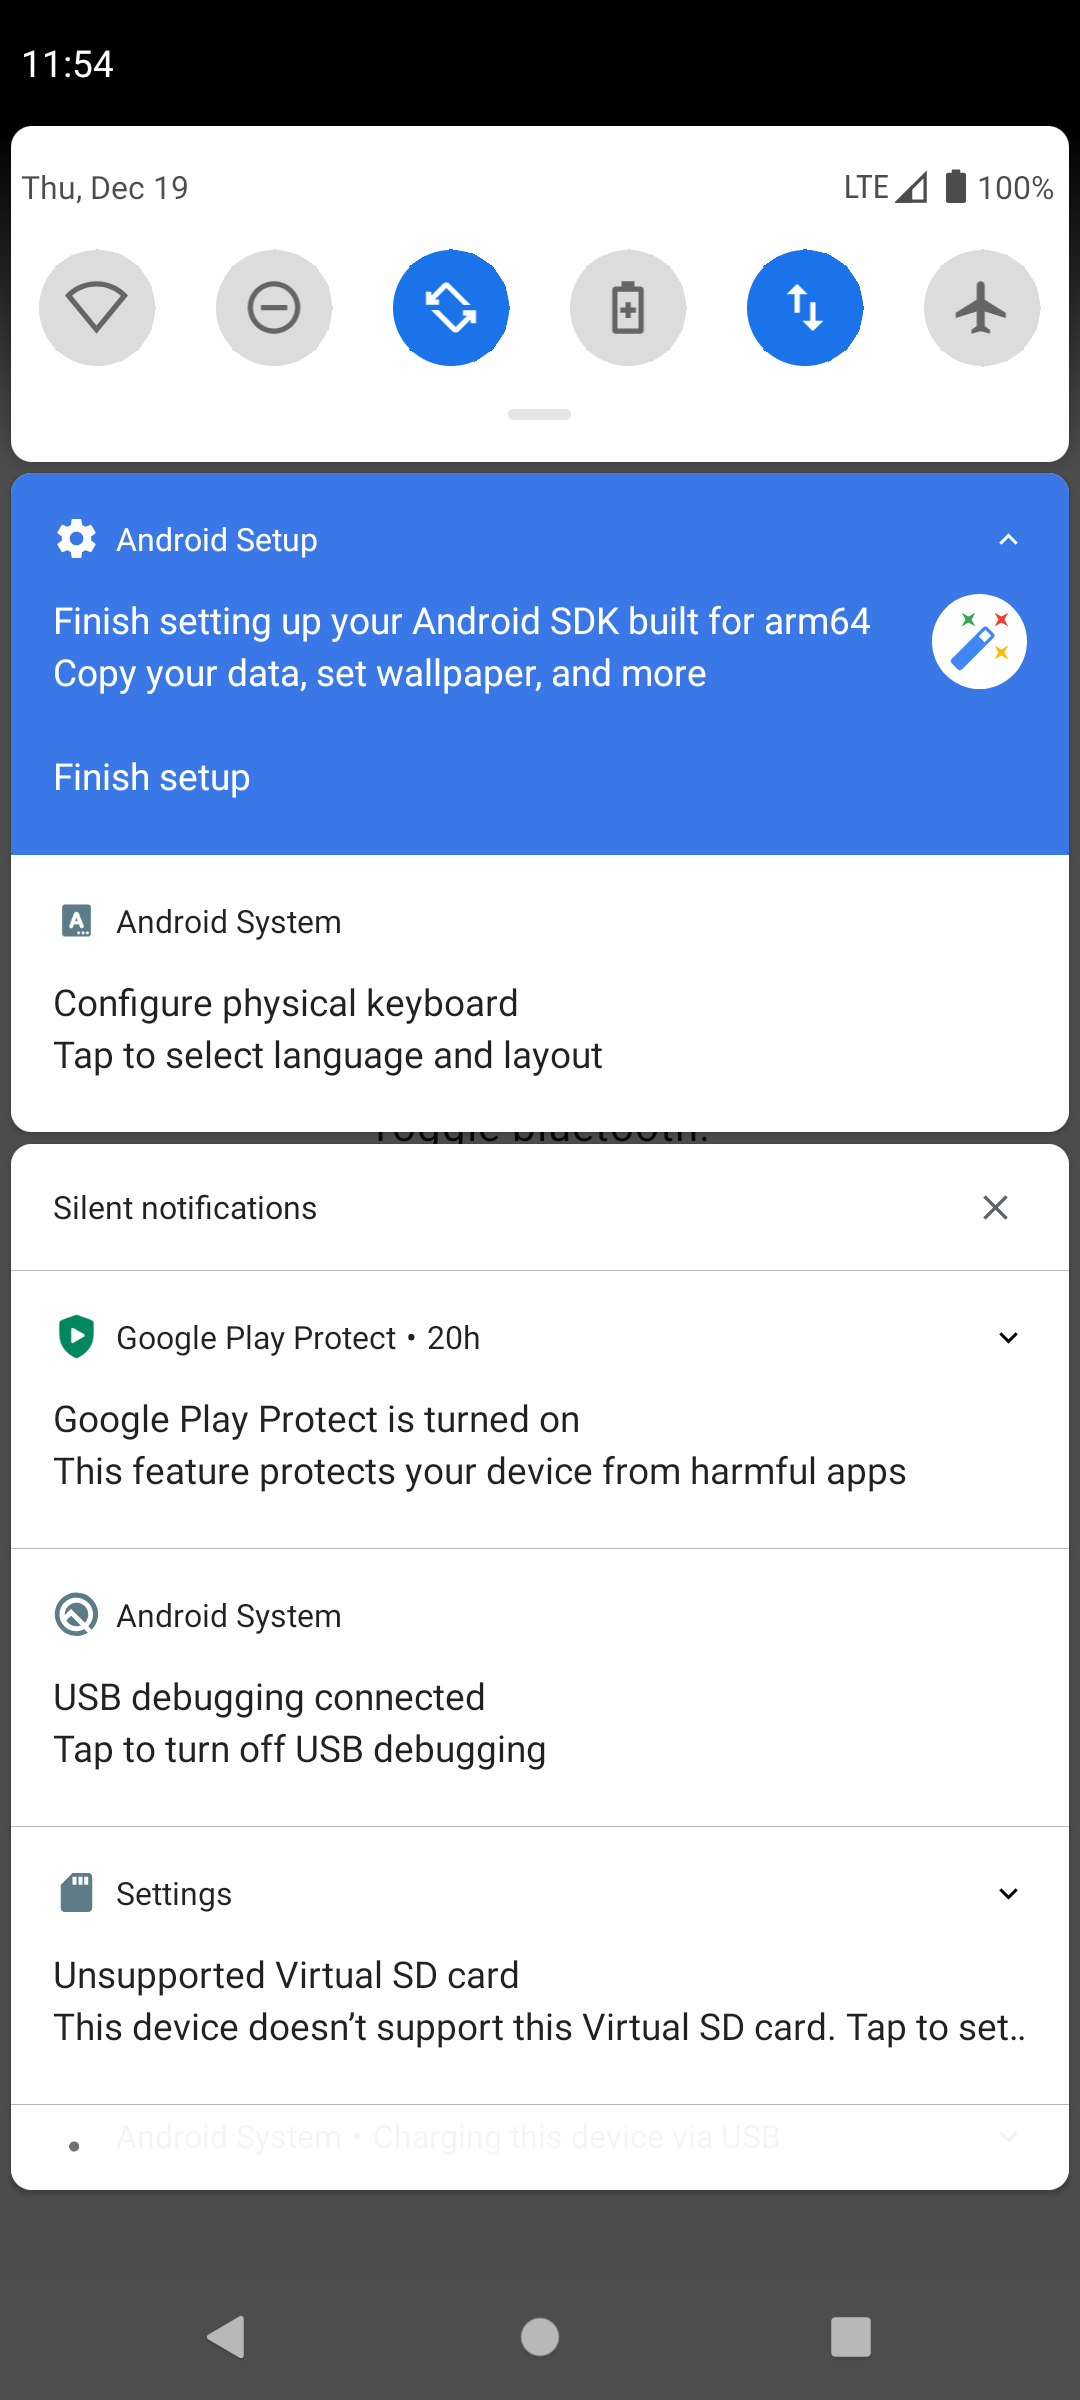 11:54
Thu, Dec 19
LTE 100%
Android Setup
Finish setting up your Android SDK built for arm64
Copy your data, set wallpaper, and more
Finish setup
Android System
Configure physical keyboard
Tap to select language and layout
Toggle bluetooth.
Silent notifications
Google Play Protect • 20h
Google Play Protect is turned on
This feature protects your device from harmful apps
Android System
USB debugging connected
Tap to turn off USB debugging
Settings
Unsupported Virtual SD card
This device doesn’t support this Virtual SD card. Tap to set..
Android System • Charging this device via USB